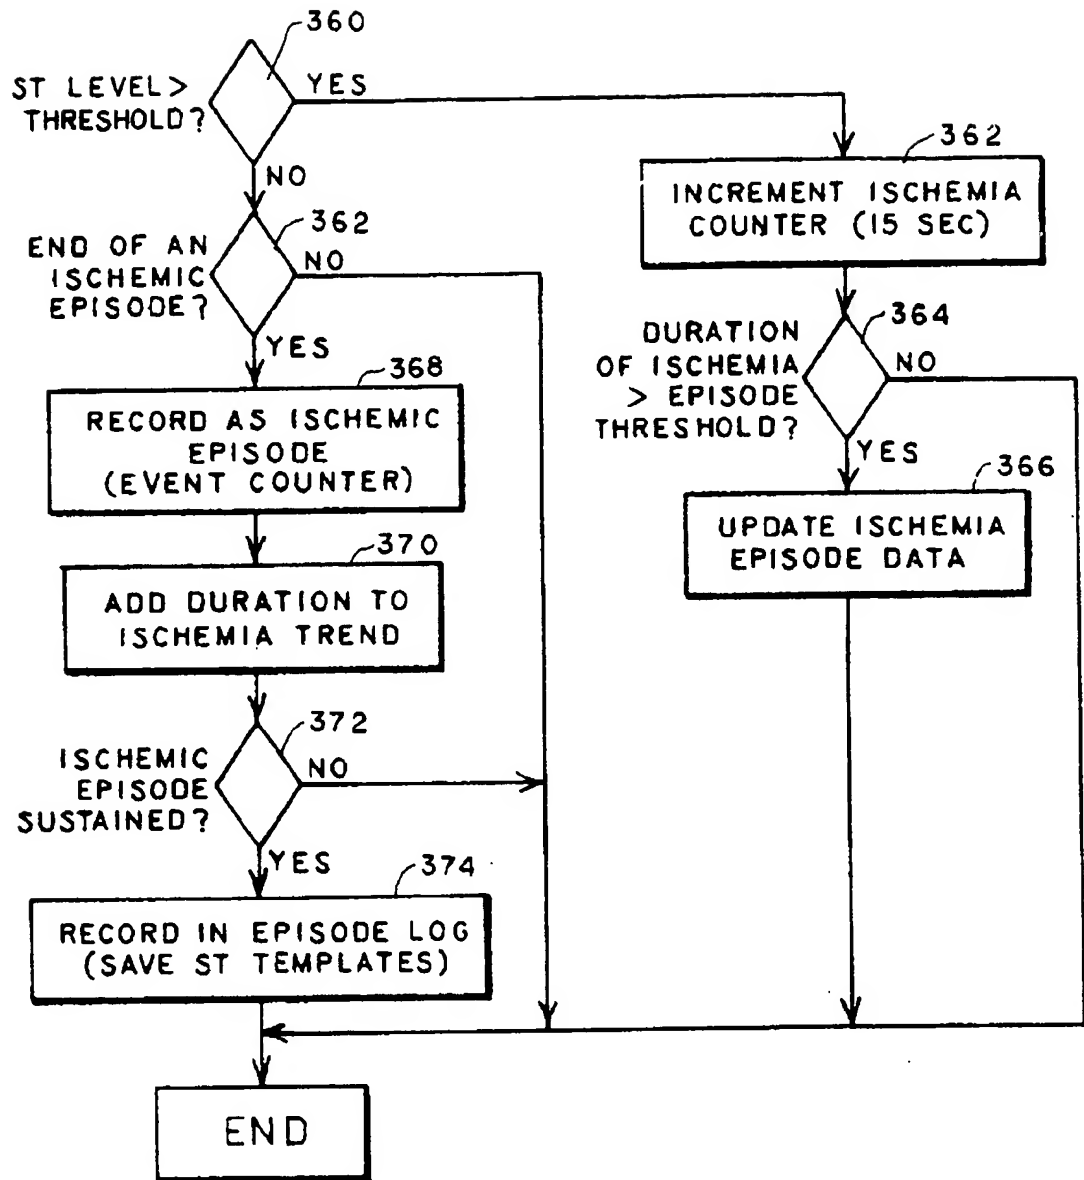 360
ST LEVEL >
THRESHOLD?
YES
NO
362
END OF AN
ISCHEMIC
EPISODE?
NO
YES
368
RECORD AS ISCHEMIC
EPISODE
(EVENT COUNTER)
370
ADD DURATION TO
ISCHEMIA TREND
372
ISCHEMIC
EPISODE
SUSTAINED?
NO
YES
374
RECORD IN EPISODE LOG
(SAVE ST TEMPLATES)
END
362
INCREMENT ISCHEMIA
COUNTER (15 SEC)
364
DURATION
OF ISCHEMIA
> EPISODE
THRESHOLD?
NO
YES
366
UPDATE ISCHEMIA
EPISODE DATA